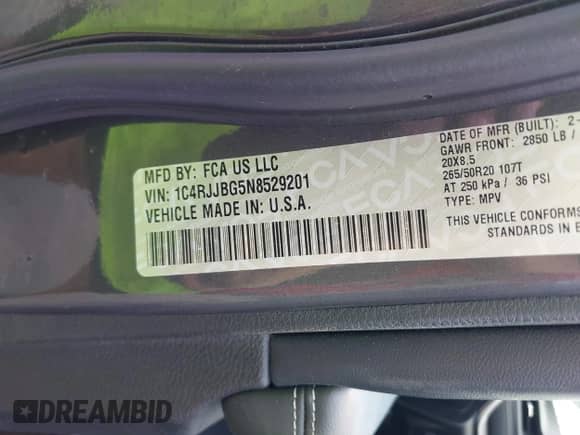 MFD BY: FCA US LLC
VIN: 1C4RJJBG5N8529201
VEHICLE MADE IN: U.S.A.
DATE OF MFR (BUILT): 2-
GAWR FRONT: 2850 LB /
20X8.5
265/50R20 107T
AT 250 kPa / 36 PSI
TYPE: MPV
THIS VEHICLE CONFORMS
STANDARDS IN
DREAMBID